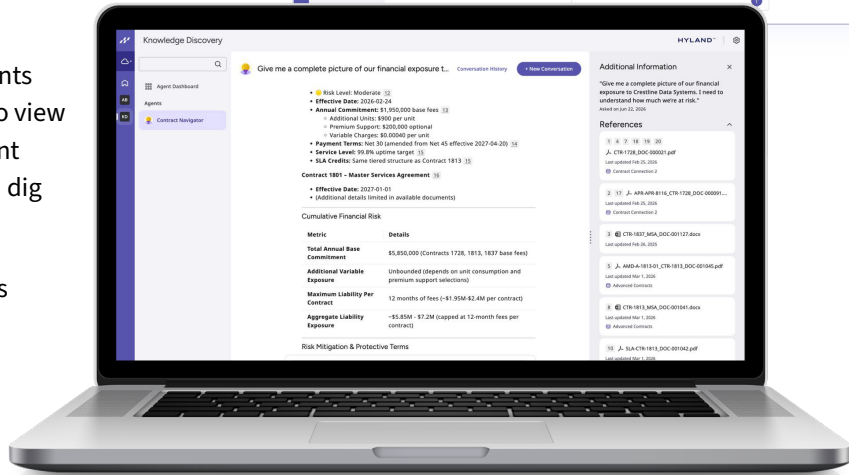 nts
o view
nt
dig
s
Knowledge Discovery
HYLAND
Agent Dashboard
Agents
Contract Navigator
AB
KD
Give me a complete picture of our financial exposure t...
Conversation History
+ New Conversation
• Risk Level: Moderate 12
• Effective Date: 2026-02-24
• Annual Commitment: $1,950,000 base fees 13
Additional Units: $900 per unit
Premium Support: $200,000 optional
Variable Charges: $0.00040 per unit
• Payment Terms: Net 30 (amended from Net 45 effective 2027-04-20) 14
• Service Level: 99.8% uptime target 15
• SLA Credits: Same tiered structure as Contract 1813 15
Contract 1801 – Master Services Agreement 16
• Effective Date: 2027-01-01
• (Additional details limited in available documents)
Cumulative Financial Risk
Metric Details
Total Annual Base Commitment $5,850,000 (Contracts 1728, 1813, 1837 base fees)
Additional Variable Exposure Unbounded (depends on unit consumption and premium support selections)
Maximum Liability Per Contract 12 months of fees (~$1.95M-$2.4M per contract)
Aggregate Liability Exposure ~$5.85M - $7.2M (capped at 12-month fees per contract)
Risk Mitigation & Protective Terms
Additional Information
"Give me a complete picture of our financial
exposure to Crestline Data Systems. I need to
understand how much we're at risk."
Asked on Jun 22, 2026
References
1 4 7 18 19 20
CTR-1728_DOC-000021.pdf
Last updated Feb 25, 2026
Contract Connection 2
2 17 APR-APR-8116_CTR-1728_DOC-000091....
Last updated Feb 25, 2026
Contract Connection 2
3 CTR-1837_MSA_DOC-001127.docx
Last updated Feb 26, 2025
5 AMD-A-1813-01_CTR-1813_DOC-001045.pdf
Last updated Mar 1, 2026
Advanced Contracts
8 CTR-1813_MSA_DOC-001041.docx
Last updated Mar 1, 2026
Advanced Contracts
10 SLA-CTR-1813_DOC-001042.pdf
Last updated Mar 1, 2026